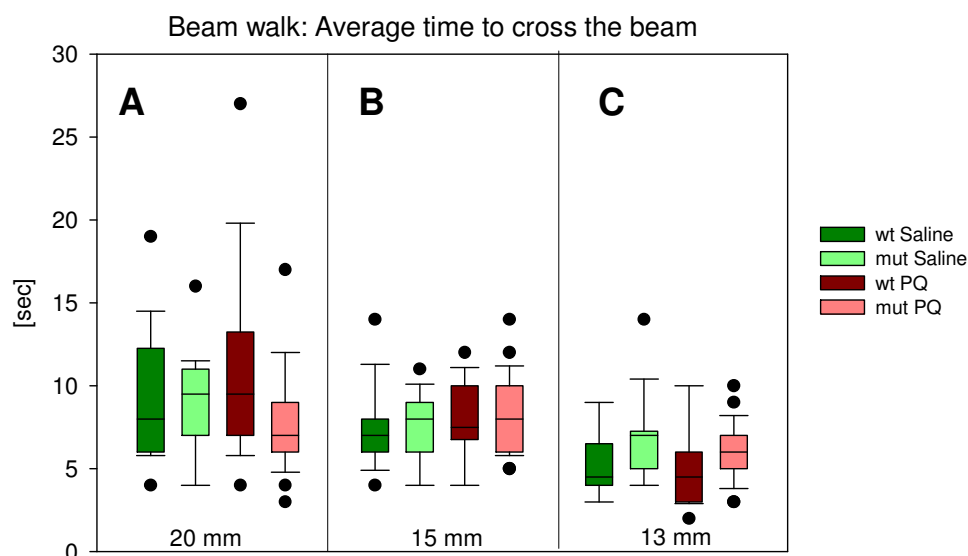 Beam walk: Average time to cross the beam
30
25
20
15
10
5
0
[sec]
A
B
C
20 mm
15 mm
13 mm
wt Saline
mut Saline
wt PQ
mut PQ